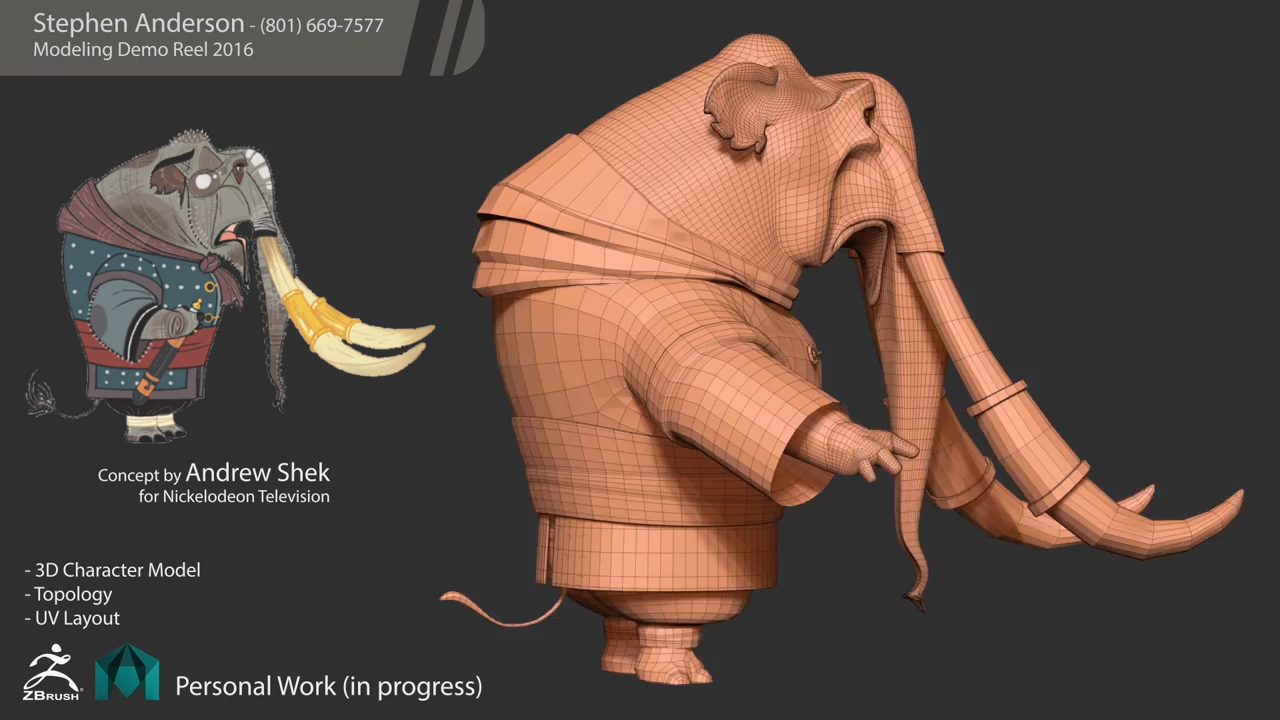 Stephen Anderson - (801) 669-7577
Modeling Demo Reel 2016
Concept by Andrew Shek
for Nickelodeon Television
- 3D Character Model
- Topology
- UV Layout
ZBRUSH
Personal Work (in progress)